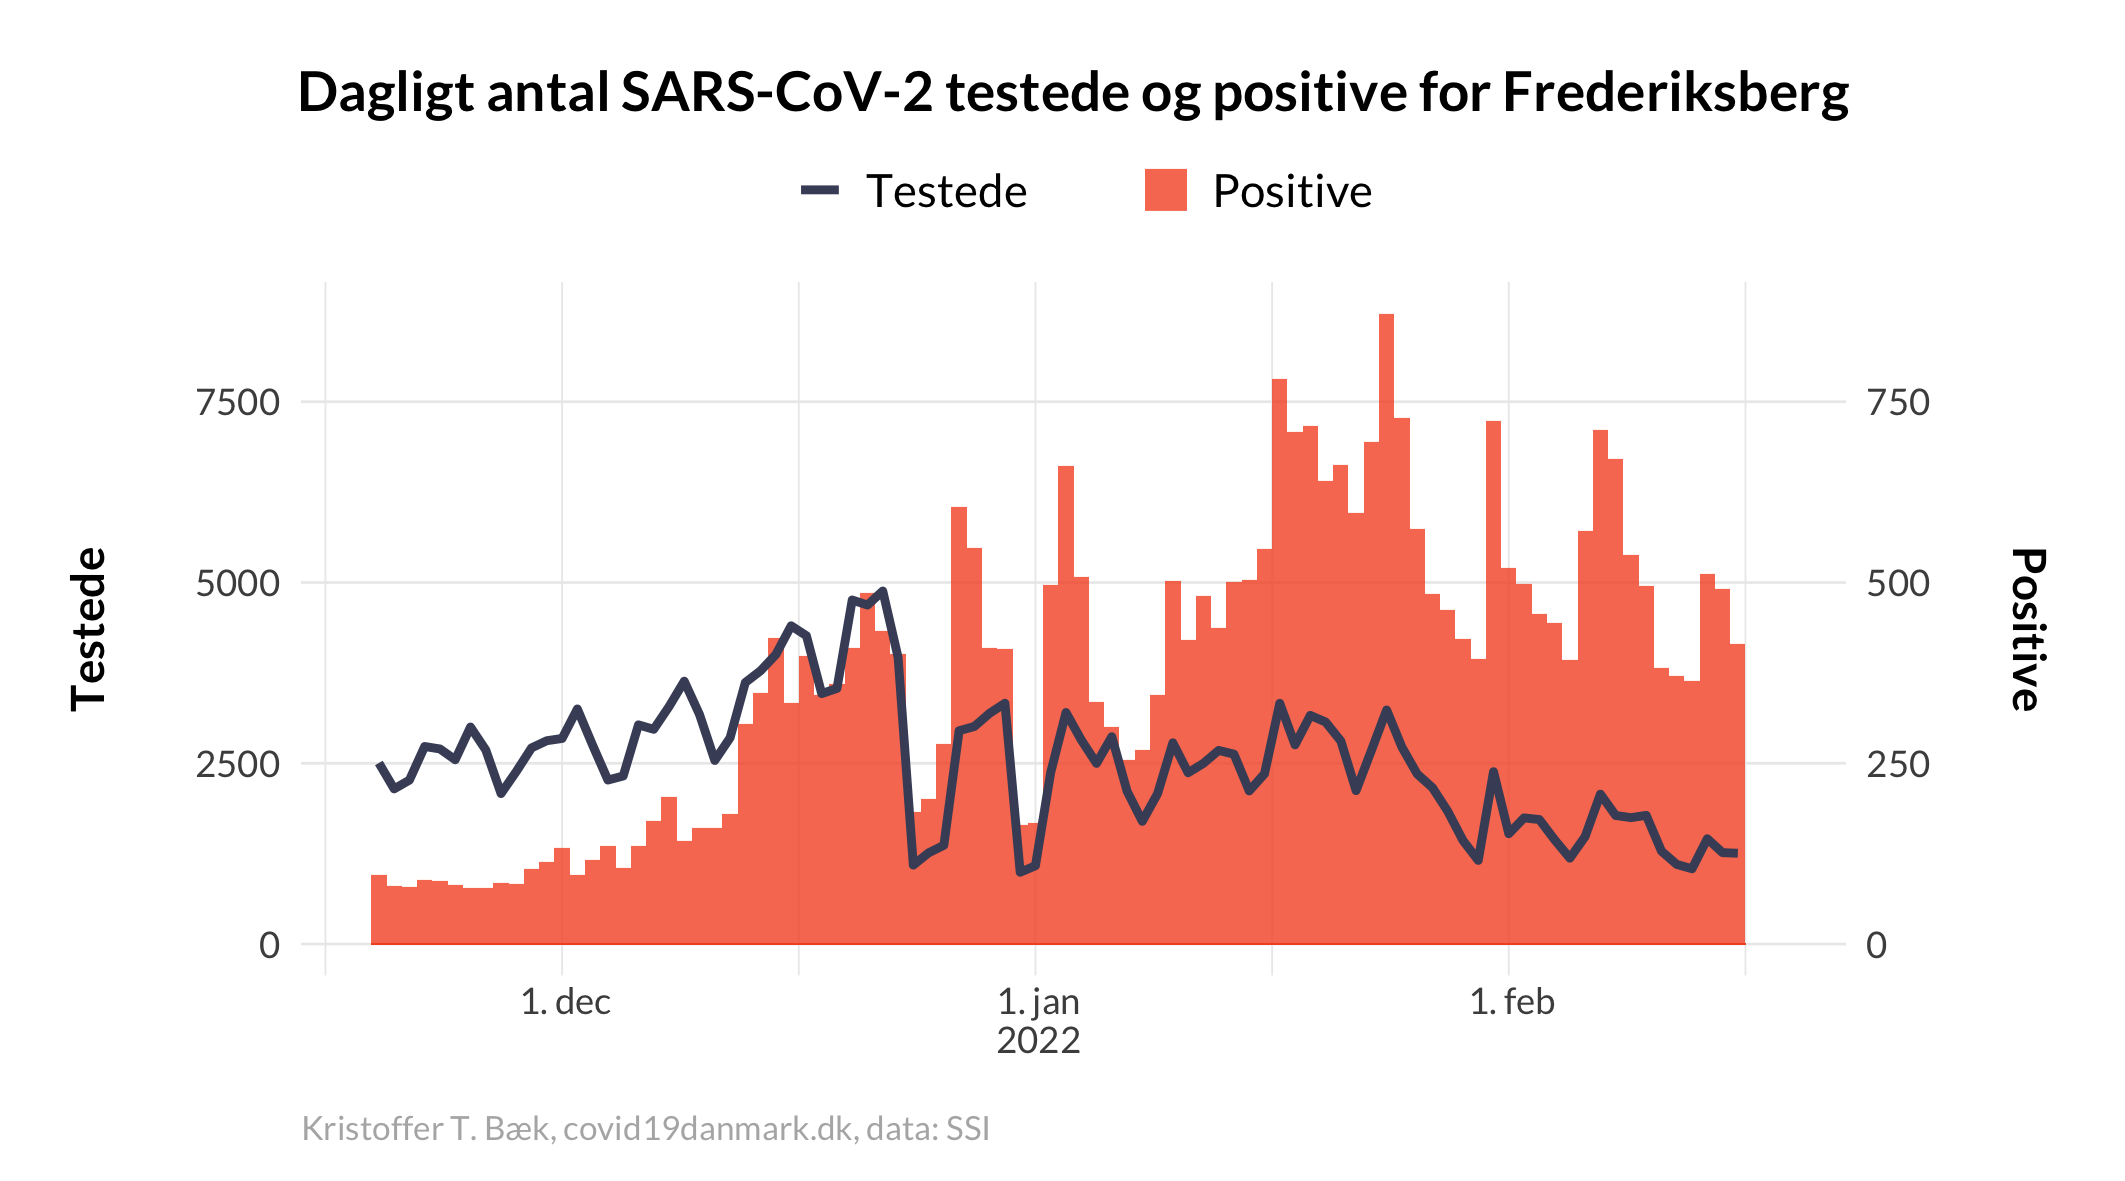 Dagligt antal SARS-CoV-2 testede og positive for Frederiksberg
Testede
Positive
Testede
7500
5000
2500
0
750
500
250
0
Positive
1. dec
1. jan
2022
1. feb
Kristoffer T. Bæk, covid19danmark.dk, data: SSI